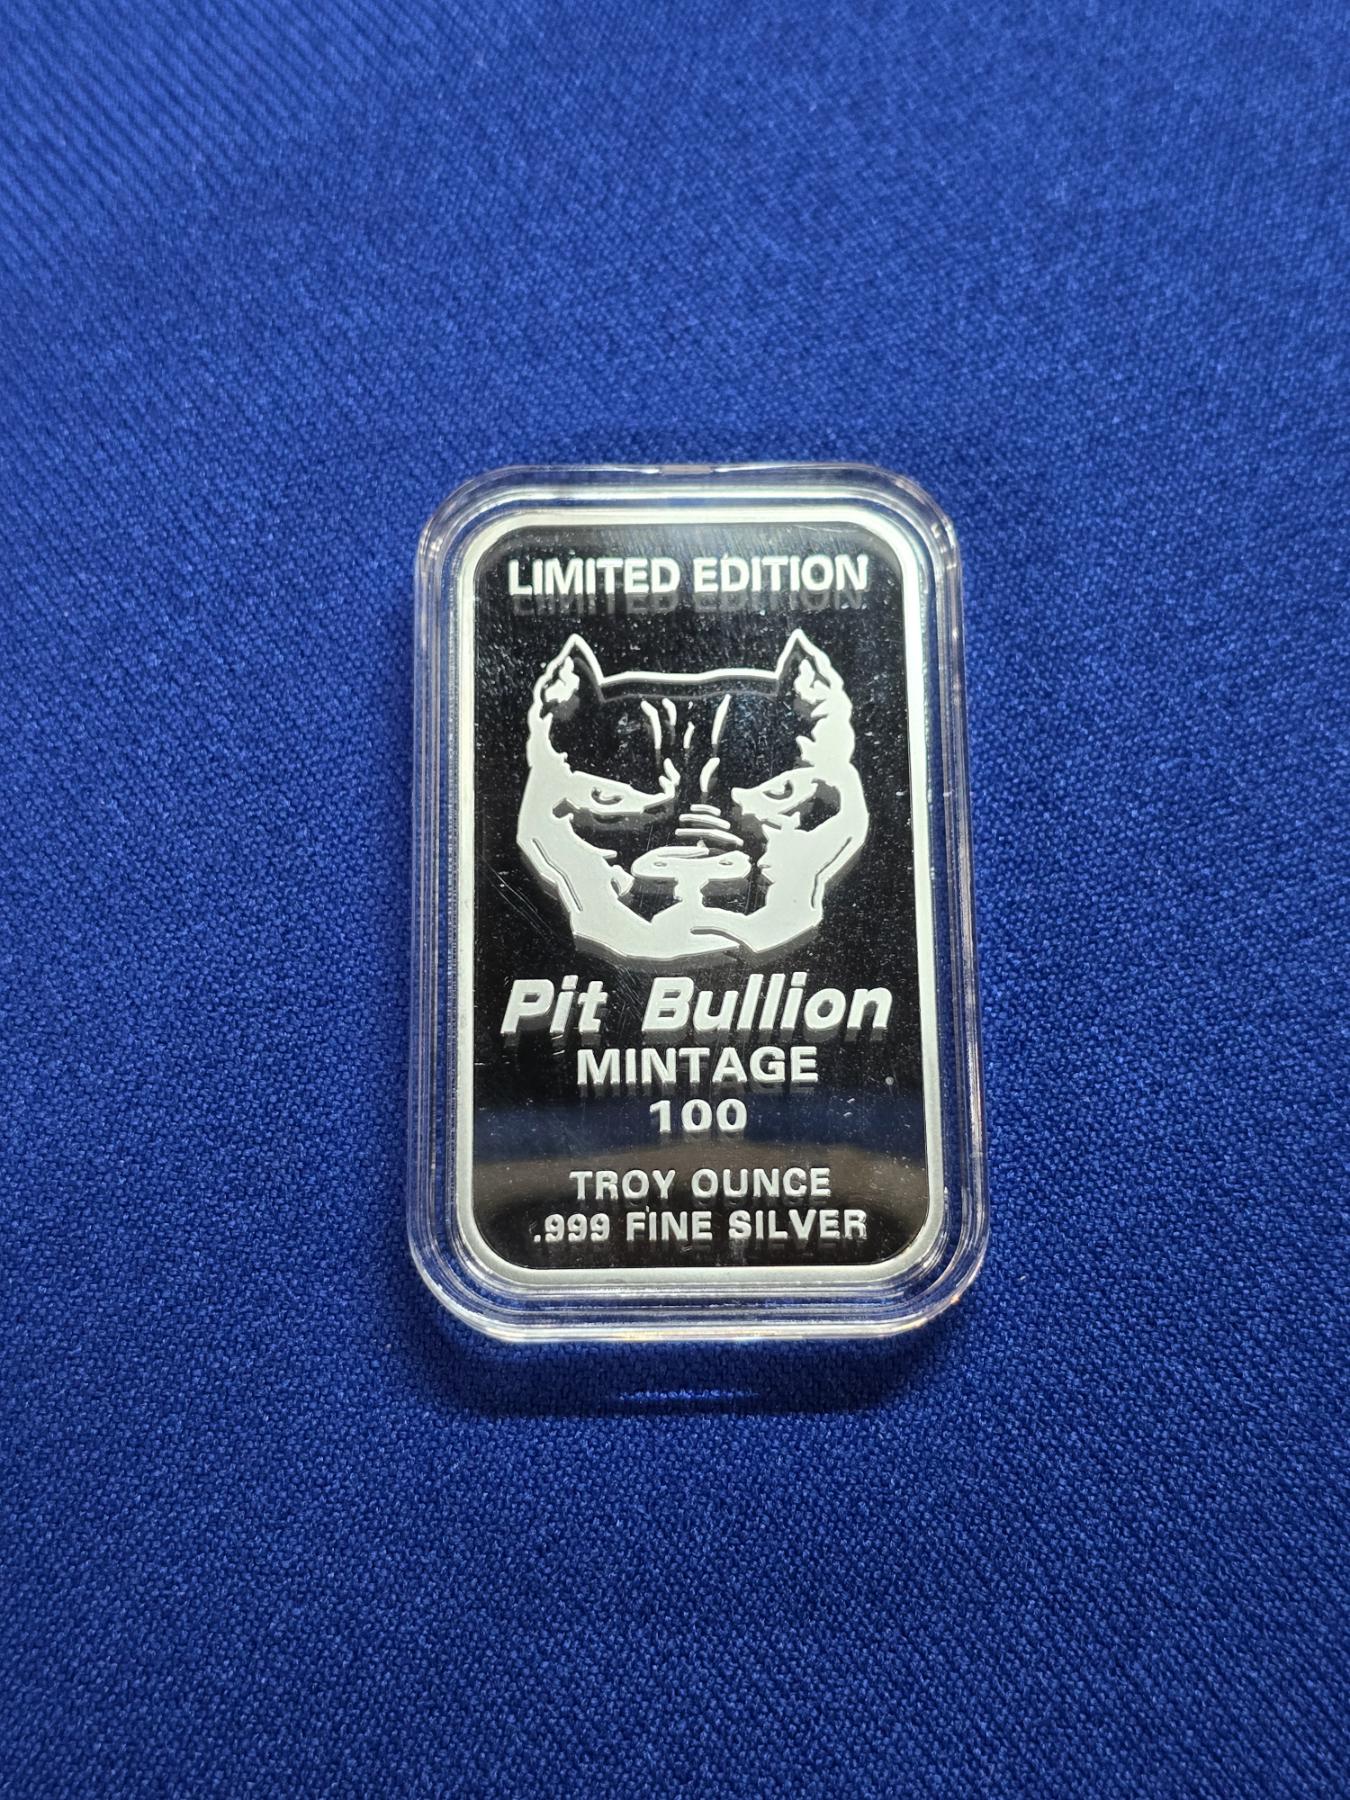 LIMITED EDITION
Pit Bullion
MINTAGE
100
TROY OUNCE
.999 FINE SILVER